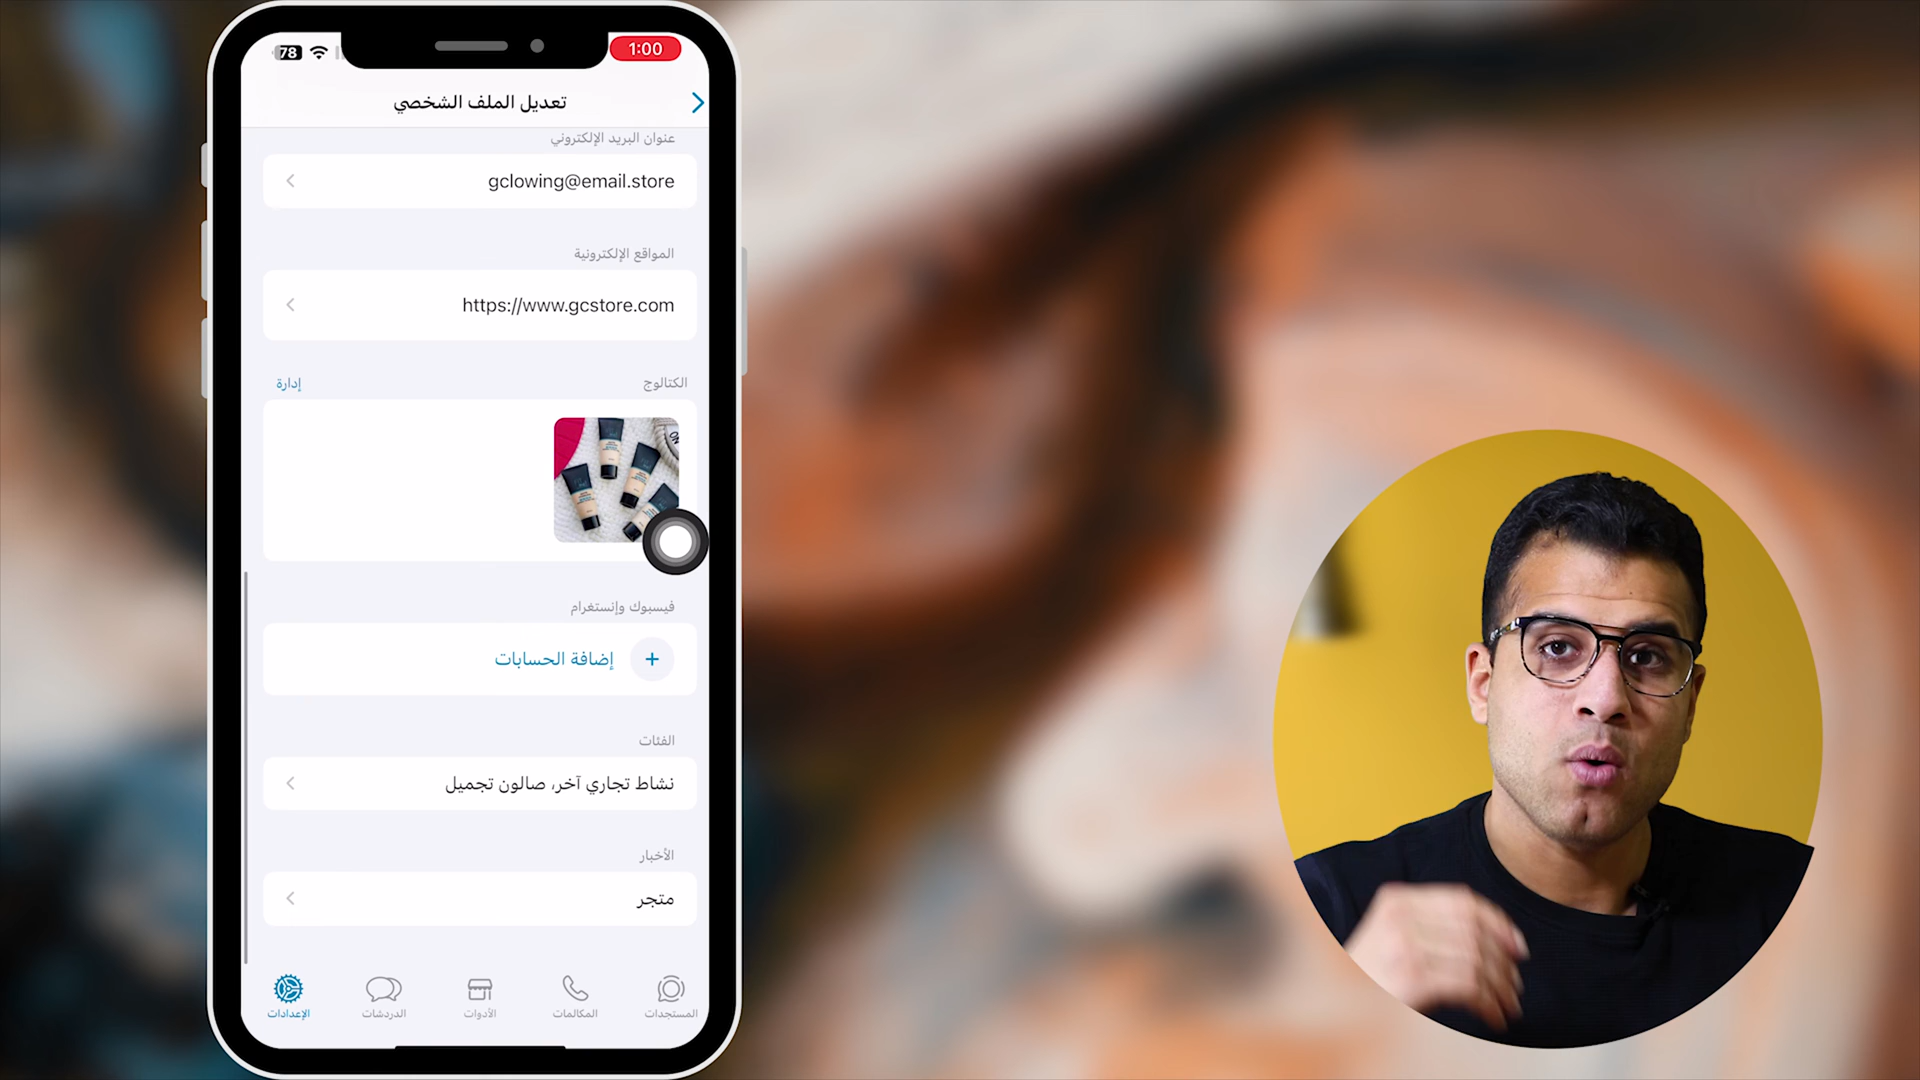 78
1:00
تعديل الملف الشخصي
عنوان البريد الإلكتروني
gclowing@email.store
المواقع الإلكترونية
https://www.gcstore.com
الكتالوج
إدارة
فيسبوك وإنستغرام
إضافة الحسابات
الفئات
نشاط تجاري آخر، صالون تجميل
الأخبار
متجر
المستجدات
المكالمات
الأدوات
الدردشات
الإعدادات